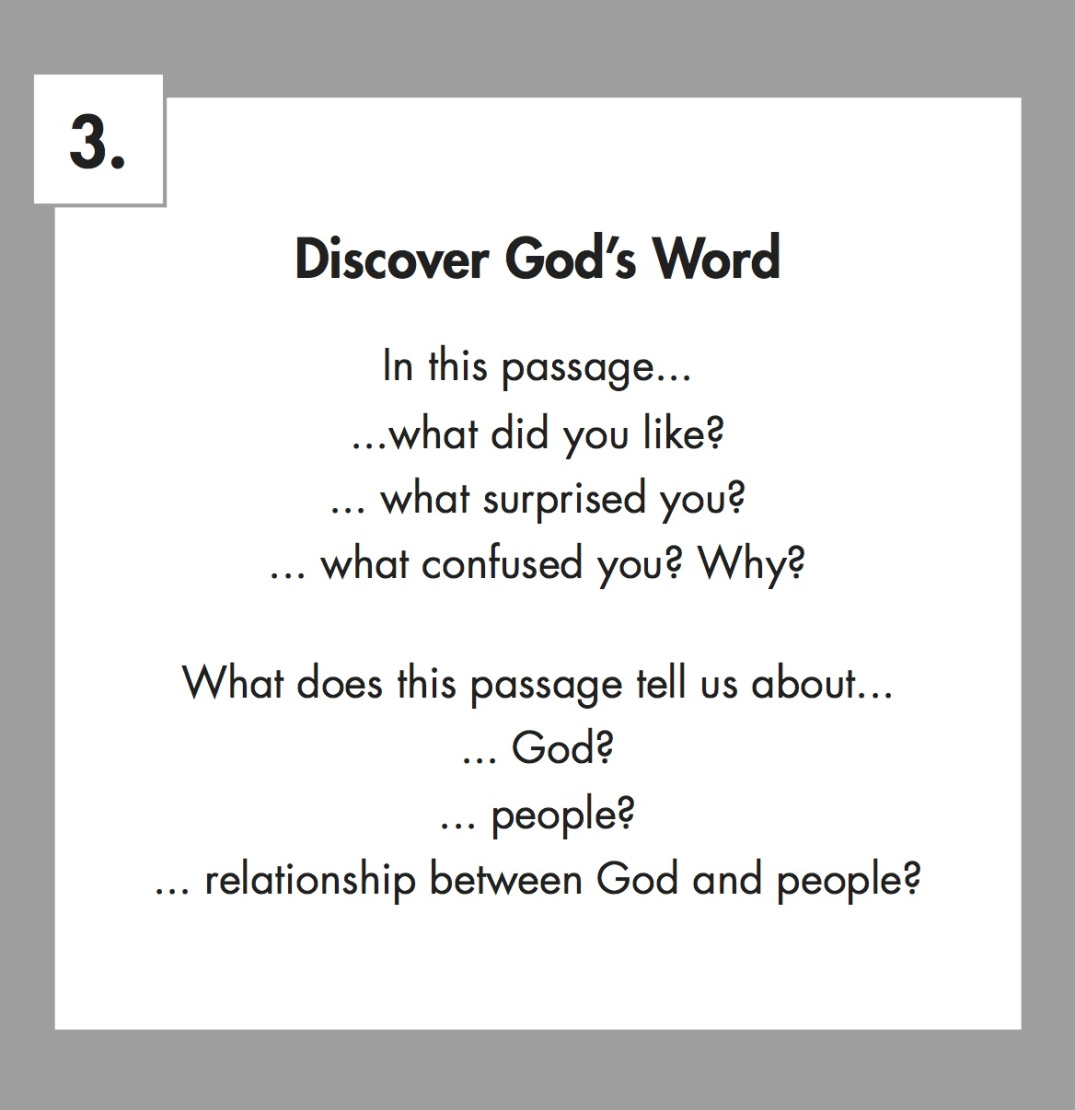 3.
Discover God’s Word
In this passage...
...what did you like?
... what surprised you?
... what confused you? Why?
What does this passage tell us about...
... God?
... people?
... relationship between God and people?